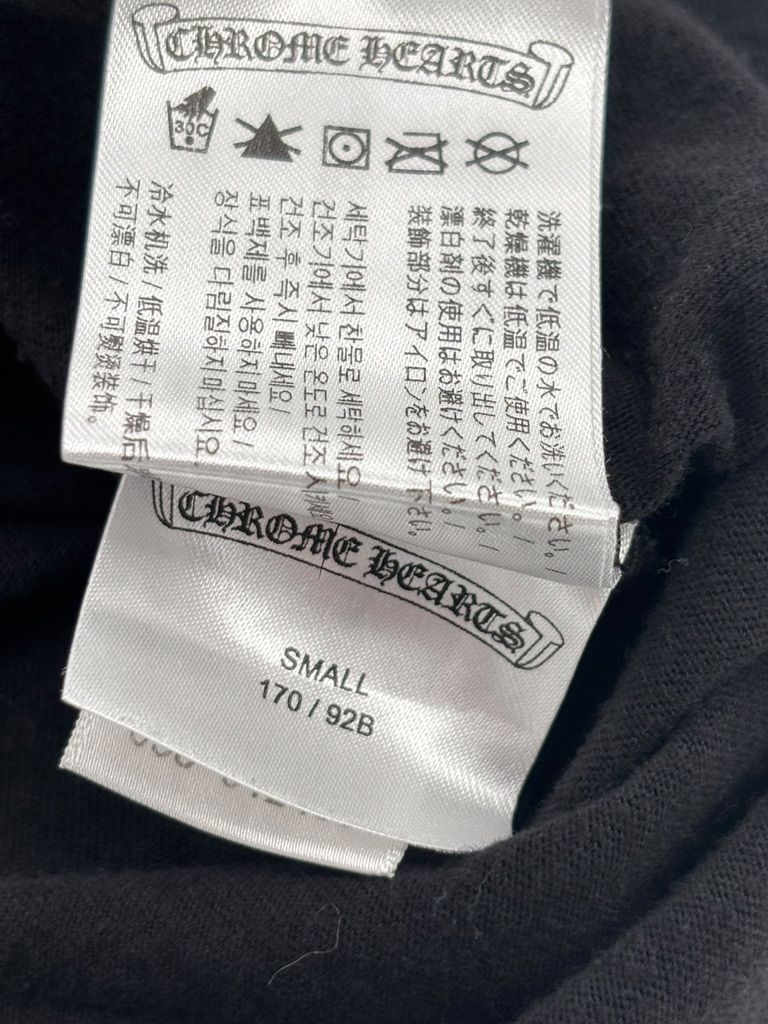 CHROME HEARTS
30C
洗濯機で低温の水でお洗いください。/
乾燥機は低温でご使用ください。/
終了後すぐに取り出してください。/
漂白剤の使用はお避けください。/
装飾部分はアイロンをお避け下さい。
세탁기에서 찬물로 세탁하세요 /
건조기에서 낮은 온도로 건조
건조 후 즉시 빼내세요 /
표백제를 사용하지마세요 /
장식을 다림질하지마십시요.
冷水机洗 / 低温烘干 / 干燥后
不可漂白 / 不可熨烫装饰。
CHROME HEARTS
SMALL
170 / 92B